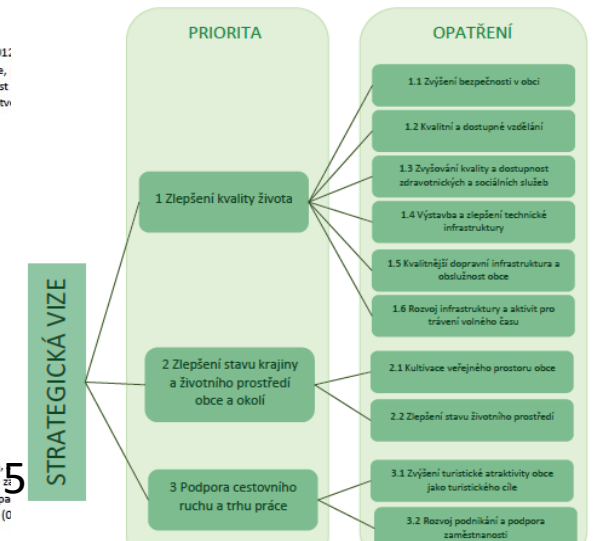 PRIORITA
OPATŘENÍ
STRATEGICKÁ VIZE
1 Zlepšení kvality života
1.1 Zvýšení bezpečnosti v obci
1.2 Kvalitní a dostupné vzdělání
1.3 Zvyšování kvality a dostupnost
zdravotnických a sociálních služeb
1.4 Výstavba a zlepšení technické
infrastruktury
1.5 Kvalitnější dopravní infrastruktura a
obslužnost obce
1.6 Rozvoj infrastruktury a aktivit pro
trávení volného času
2 Zlepšení stavu krajiny
a životního prostředí
obce a okolí
2.1 Kultivace veřejného prostoru obce
2.2 Zlepšení stavu životního prostředí
3 Podpora cestovního
ruchu a trhu práce
3.1 Zvýšení turistické atraktivity obce
jako turistického cíle
3.2 Rozvoj podnikání a podpora
zaměstnanosti
5